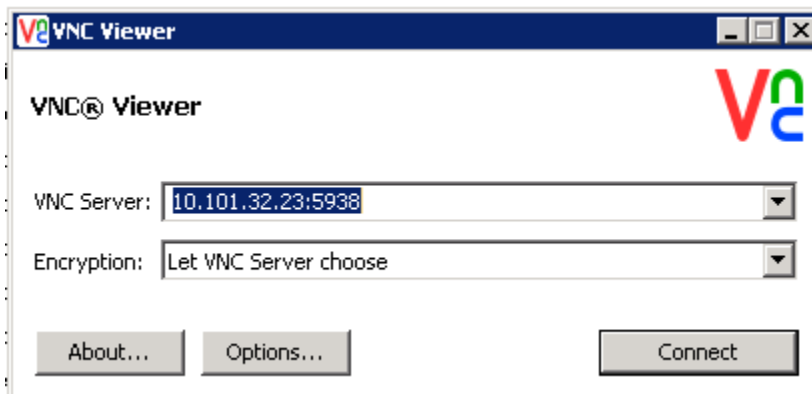 VNC Viewer
VNC® Viewer
VNC Server: 10.101.32.23:5938
Encryption: Let VNC Server choose
About... Options... Connect